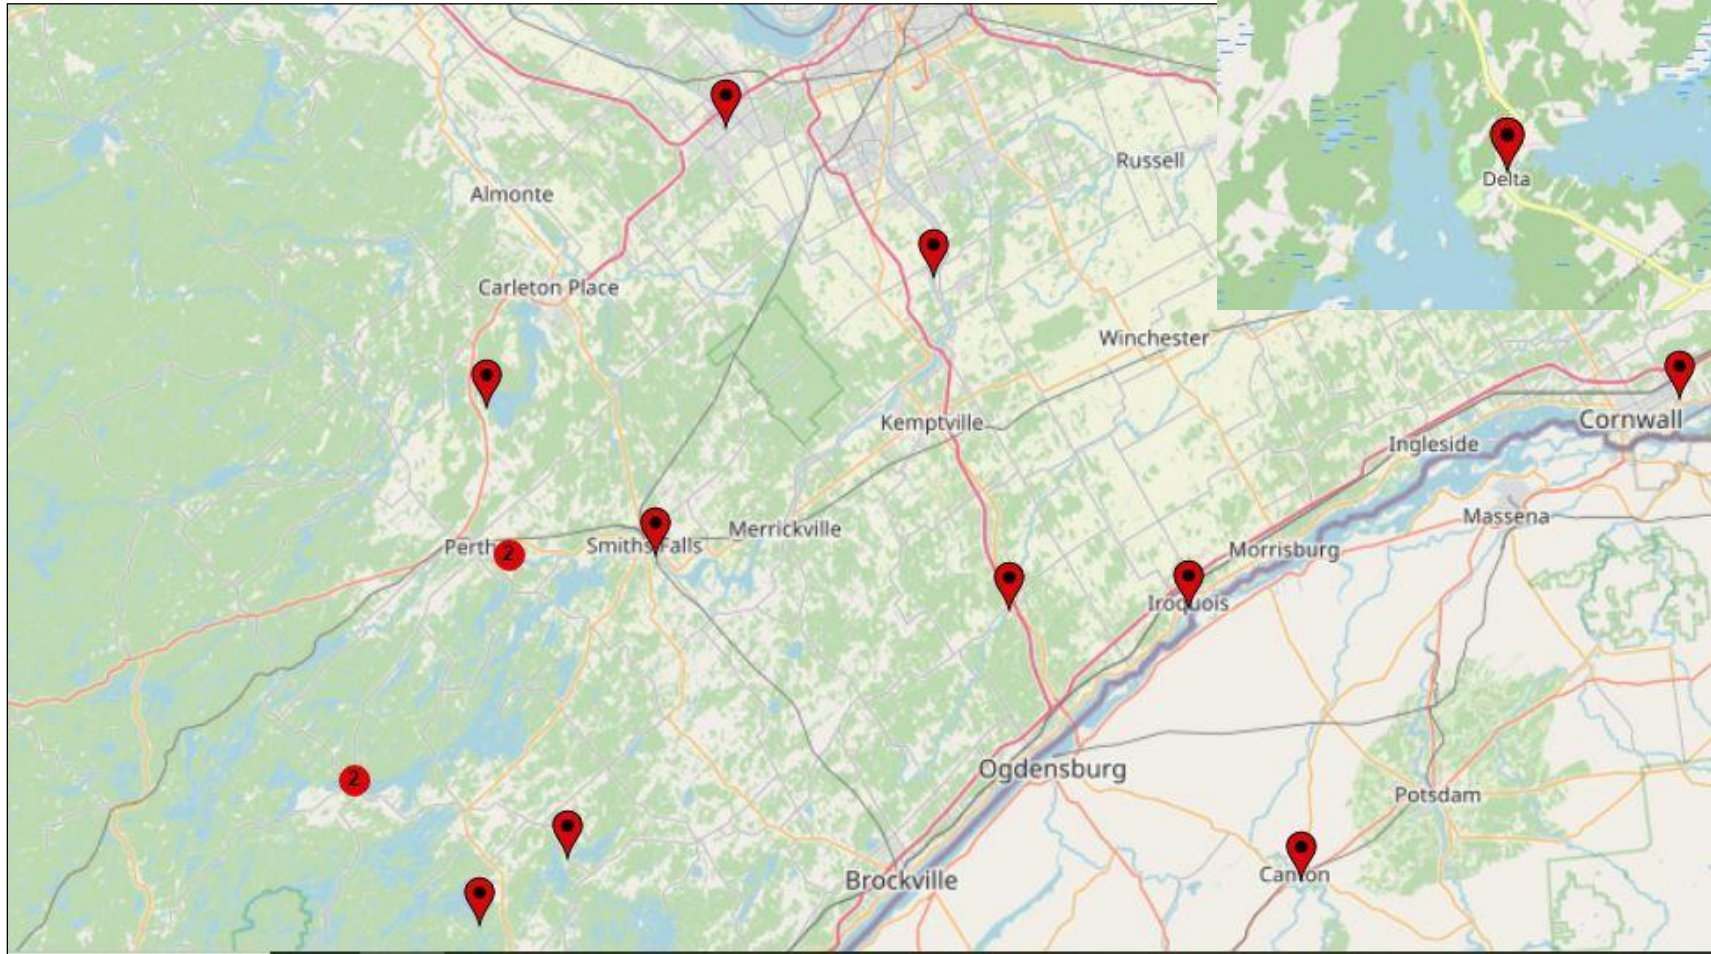 Russell
Almonte
Delta
Carleton Place
Winchester
Kemptville
Cornwall
Ingleside
Massena
Merrickville
Perth
2
Smiths Falls
Morrisburg
Iroquois
Ogdensburg
2
Potsdam
Brockville
Canton